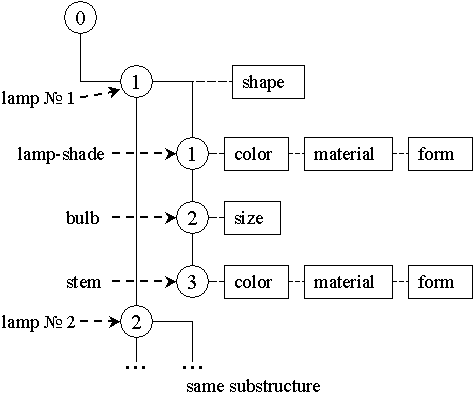 0
1 shape
lamp № 1
lamp-shade 1 color material form
bulb 2 size
stem 3 color material form
lamp № 2 2
... ...
same substructure